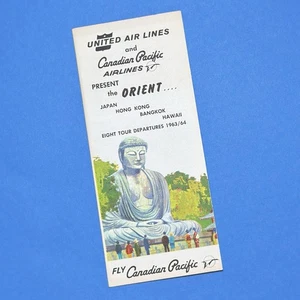 UNITED AIR LINES
and
Canadian Pacific
AIRLINES
PRESENT
the ORIENT....
JAPAN
HONG KONG
BANGKOK
HAWAII
EIGHT TOUR DEPARTURES 1963/64
FLY Canadian Pacific